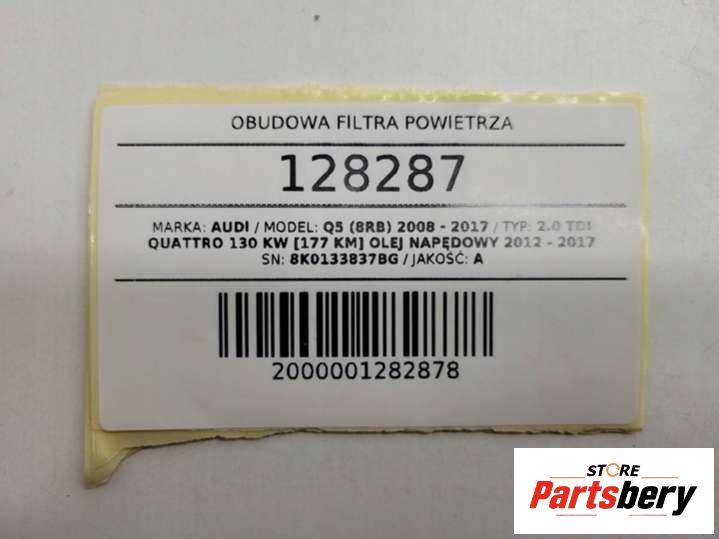 OBUDOWA FILTRA POWIETRZA
128287
MARKA: AUDI / MODEL: Q5 (8RB) 2008 - 2017 / TYP: 2.0 TDI
QUATTRO 130 KW [177 KM] OLEJ NAPĘDOWY 2012 - 2017
SN: 8K0133837BG / JAKOŚĆ: A
2000001282878
STORE
Partsbery